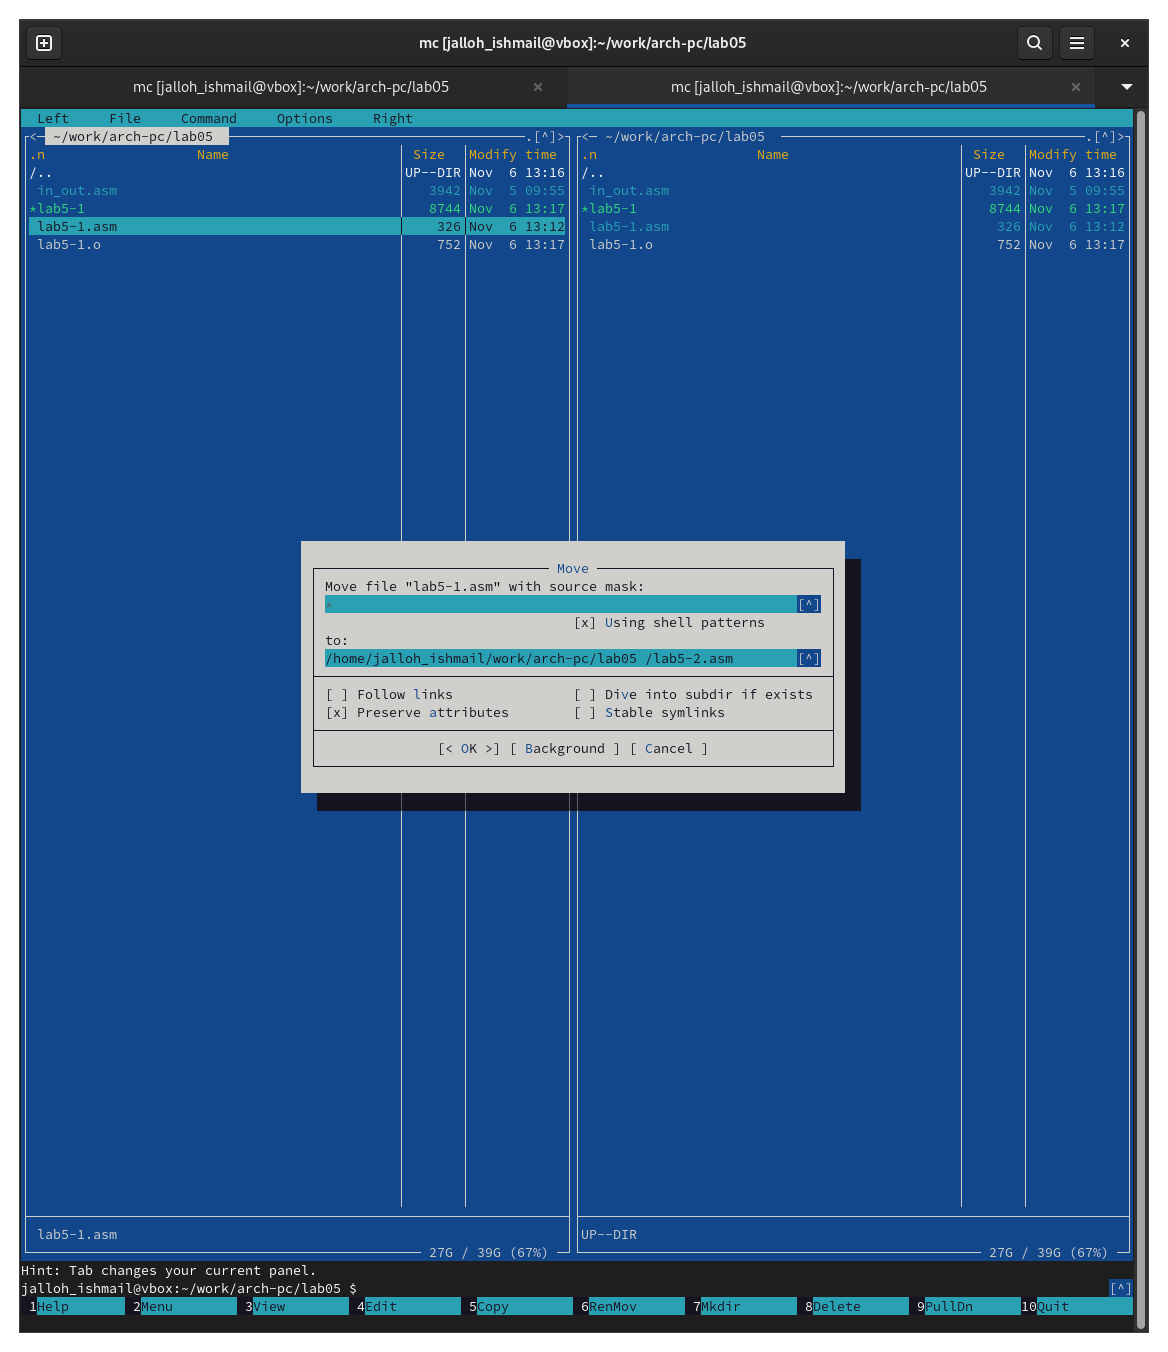 mc [jalloh_ishmail@vbox]:~/work/arch-pc/lab05
mc [jalloh_ishmail@vbox]:~/work/arch-pc/lab05 × mc [jalloh_ishmail@vbox]:~/work/arch-pc/lab05 ×
Left File Command Options Right
<─ ~/work/arch-pc/lab05 .[^]> <─ ~/work/arch-pc/lab05 .[^]>
.n Name Size Modify time .n Name Size Modify time
/.. UP--DIR Nov 6 13:16 /.. UP--DIR Nov 6 13:16
in_out.asm 3942 Nov 5 09:55 in_out.asm 3942 Nov 5 09:55
*lab5-1 8744 Nov 6 13:17 *lab5-1 8744 Nov 6 13:17
lab5-1.asm 326 Nov 6 13:12 lab5-1.asm 326 Nov 6 13:12
lab5-1.o 752 Nov 6 13:17 lab5-1.o 752 Nov 6 13:17
Move
Move file "lab5-1.asm" with source mask:
* [^]
[x] Using shell patterns
to:
/home/jalloh_ishmail/work/arch-pc/lab05 /lab5-2.asm [^]
[ ] Follow links [ ] Dive into subdir if exists
[x] Preserve attributes [ ] Stable symlinks
[< OK >] [ Background ] [ Cancel ]
lab5-1.asm UP--DIR
27G / 39G (67%) 27G / 39G (67%)
Hint: Tab changes your current panel.
jalloh_ishmail@vbox:~/work/arch-pc/lab05 $ [^]
1Help 2Menu 3View 4Edit 5Copy 6RenMov 7Mkdir 8Delete 9PullDn 10Quit